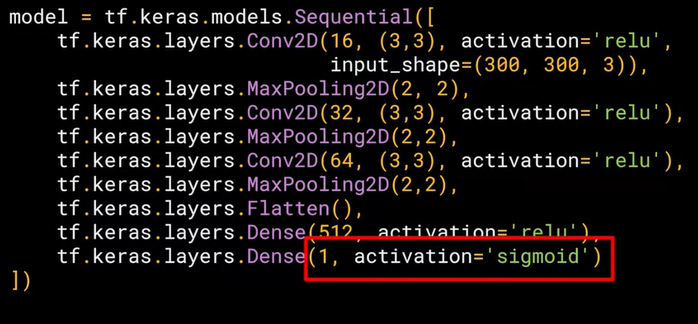 model = tf.keras.models.Sequential([
    tf.keras.layers.Conv2D(16, (3,3), activation='relu',
                           input_shape=(300, 300, 3)),
    tf.keras.layers.MaxPooling2D(2, 2),
    tf.keras.layers.Conv2D(32, (3,3), activation='relu'),
    tf.keras.layers.MaxPooling2D(2,2),
    tf.keras.layers.Conv2D(64, (3,3), activation='relu'),
    tf.keras.layers.MaxPooling2D(2,2),
    tf.keras.layers.Flatten(),
    tf.keras.layers.Dense(512, activation='relu'),
    tf.keras.layers.Dense(1, activation='sigmoid')
])